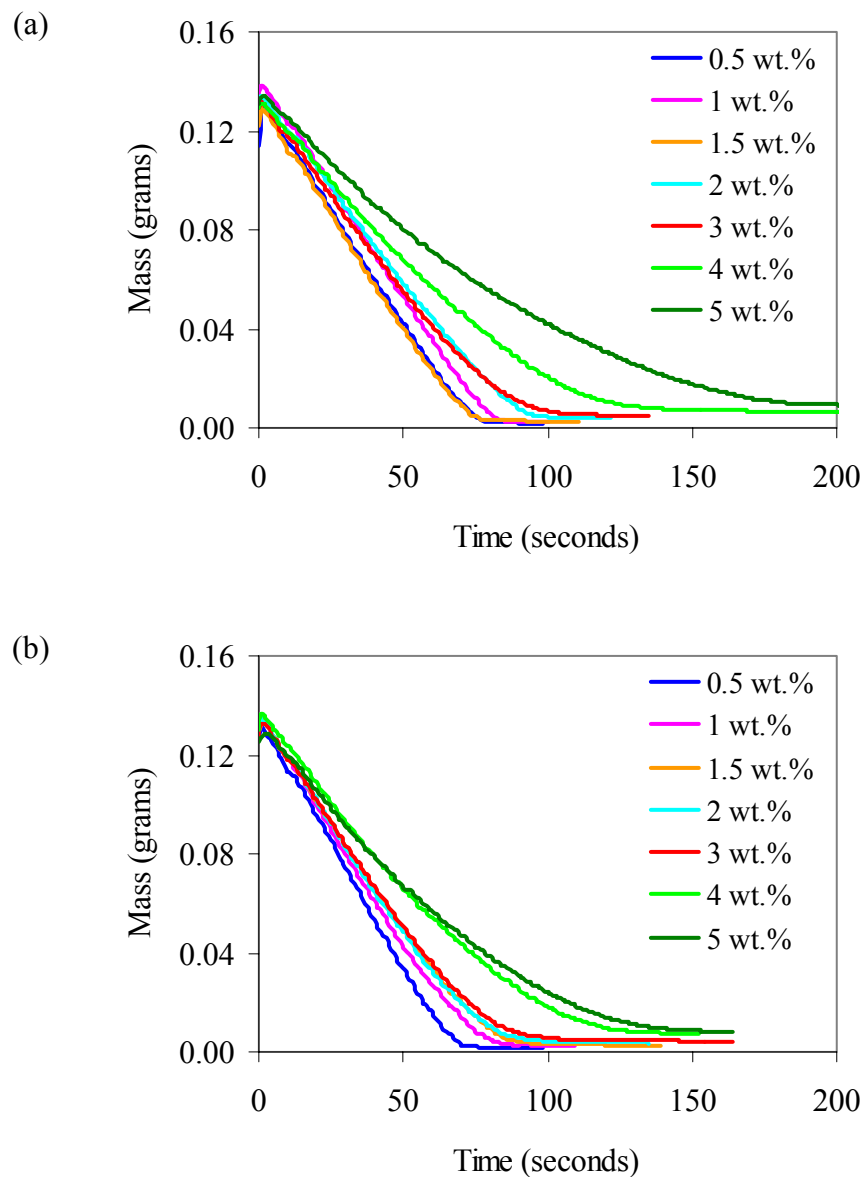 (a)
0.16
0.12
0.08
0.04
0.00
Mass (grams)
0.5 wt.%
1 wt.%
1.5 wt.%
2 wt.%
3 wt.%
4 wt.%
5 wt.%
0 50 100 150 200
Time (seconds)
(b)
0.16
0.12
0.08
0.04
0.00
Mass (grams)
0.5 wt.%
1 wt.%
1.5 wt.%
2 wt.%
3 wt.%
4 wt.%
5 wt.%
0 50 100 150 200
Time (seconds)